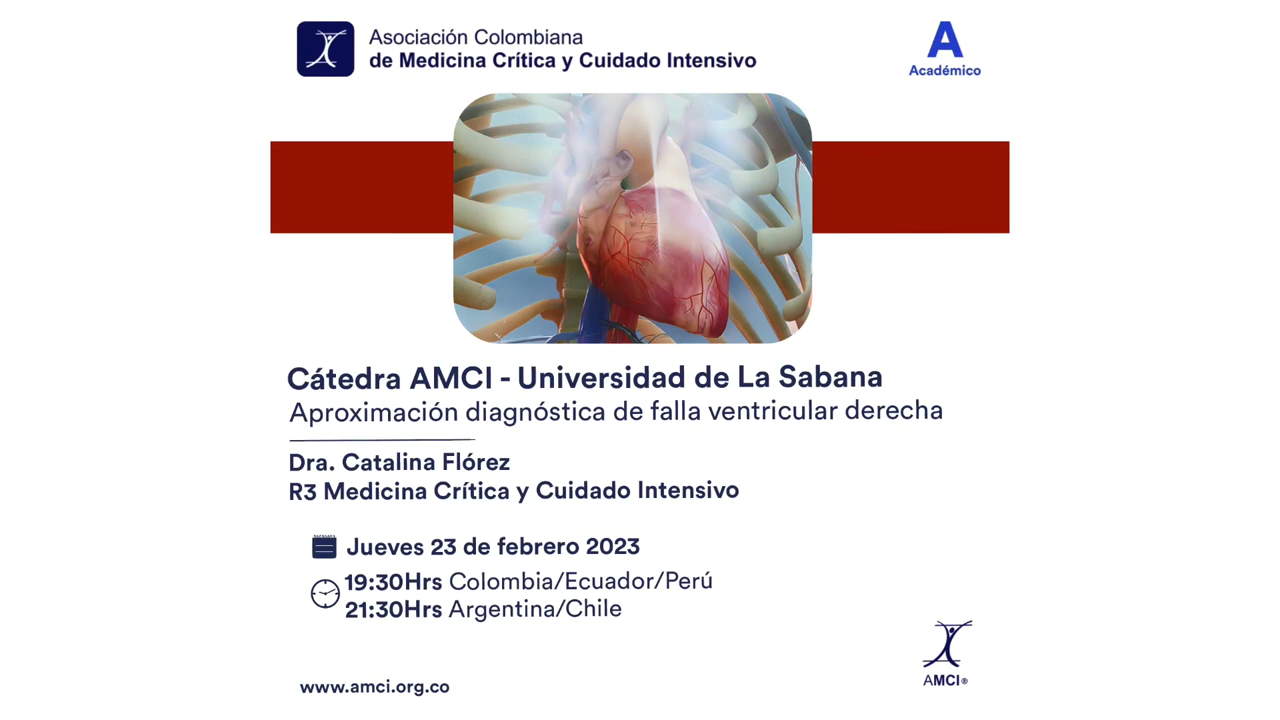 Asociación Colombiana
de Medicina Crítica y Cuidado Intensivo
A
Académico
Cátedra AMCI - Universidad de La Sabana
Aproximación diagnóstica de falla ventricular derecha
Dra. Catalina Flórez
R3 Medicina Crítica y Cuidado Intensivo
Jueves 23 de febrero 2023
19:30Hrs Colombia/Ecuador/Perú
21:30Hrs Argentina/Chile
AMCI®
www.amci.org.co